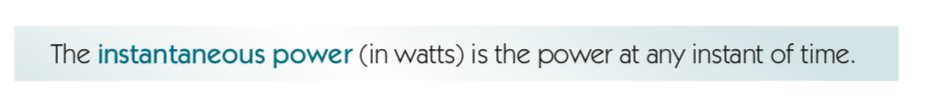 The instantaneous power (in watts) is the power at any instant of time.